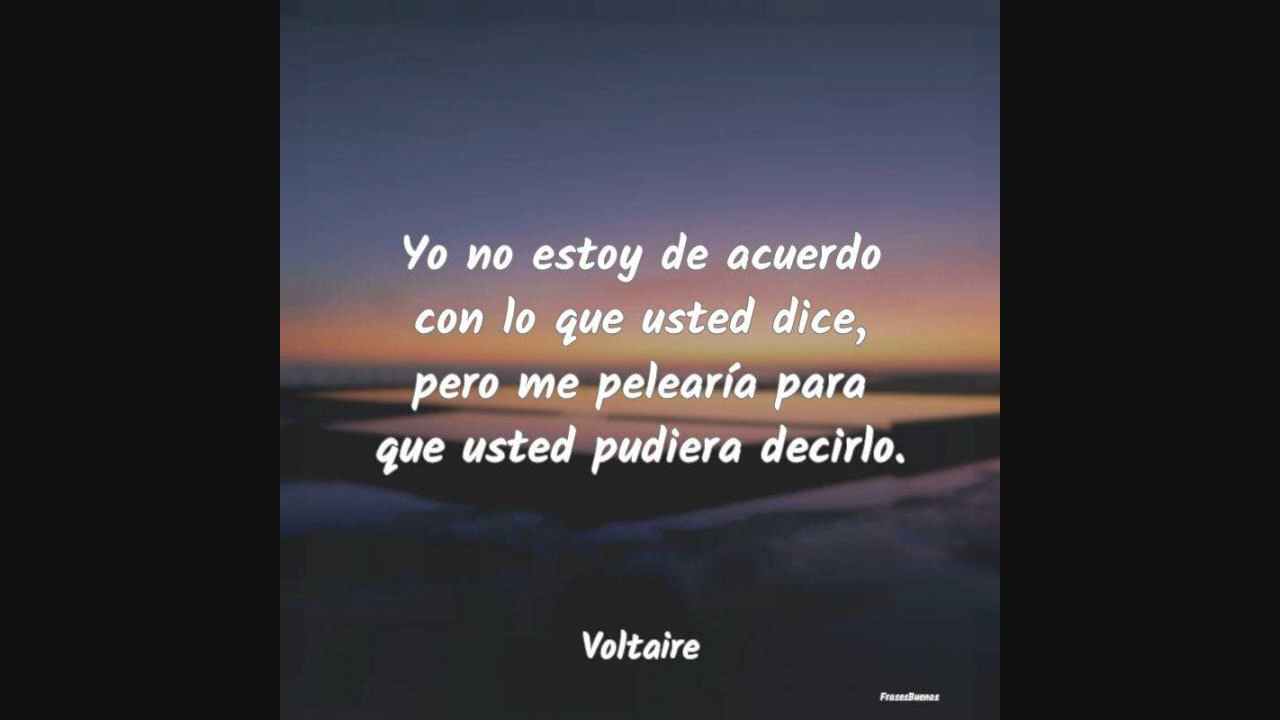 Yo no estoy de acuerdo
con lo que usted dice,
pero me pelearía para
que usted pudiera decirlo.
Voltaire
FrasesBuenas